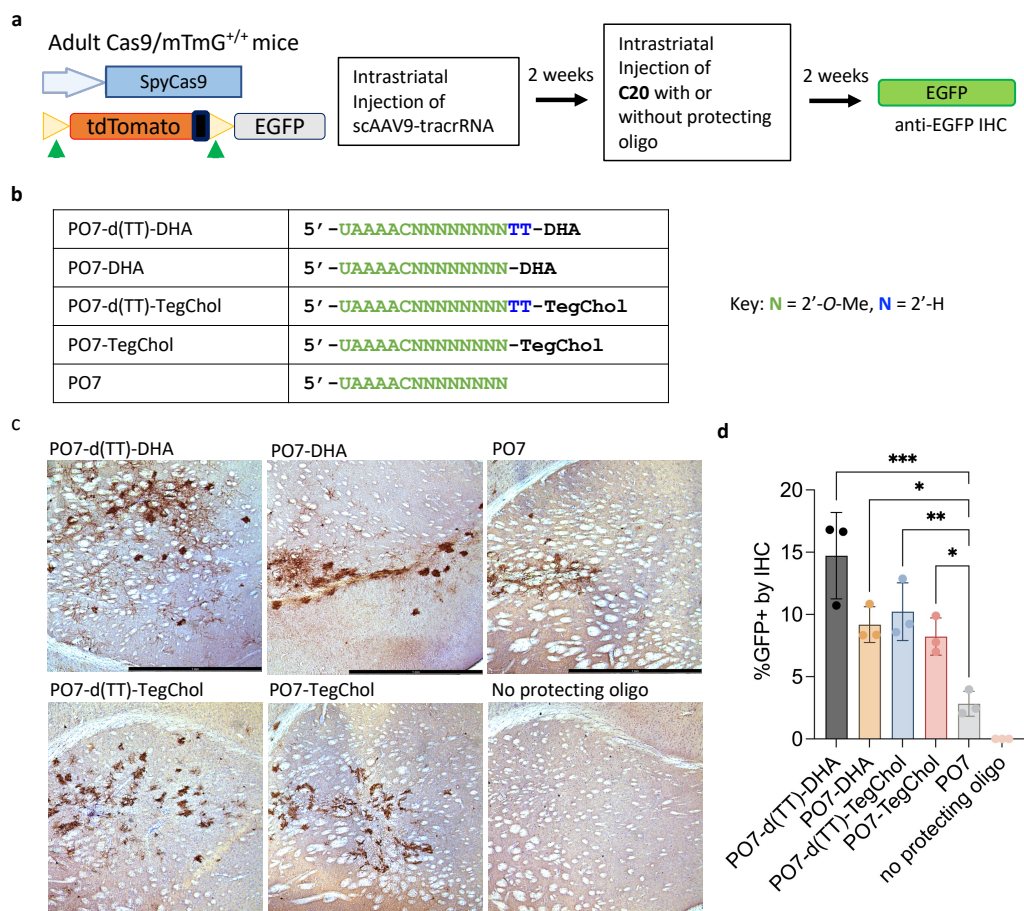 a
Adult Cas9/mTmG+/+ mice
SpyCas9
tdTomato
EGFP
Intrastriatal
Injection of
scAAV9-tracrRNA
2 weeks
Intrastriatal
Injection of
C20 with or
without protecting
oligo
2 weeks
EGFP
anti-EGFP IHC
b
PO7-d(TT)-DHA 5’-UAAAACNNNNNNNNTT-DHA
PO7-DHA 5’-UAAAACNNNNNNNN-DHA
PO7-d(TT)-TegChol 5’-UAAAACNNNNNNNNTT-TegChol
PO7-TegChol 5’-UAAAACNNNNNNNN-TegChol
PO7 5’-UAAAACNNNNNNNN
Key: N = 2’-O-Me, N = 2’-H
c
PO7-d(TT)-DHA
PO7-DHA
PO7
PO7-d(TT)-TegChol
PO7-TegChol
No protecting oligo
d
***
*
**
*
%GFP+ by IHC
20
15
10
5
0
PO7-d(TT)-DHA
PO7-DHA
PO7-d(TT)-TegChol
PO7-TegChol
PO7
no protecting oligo